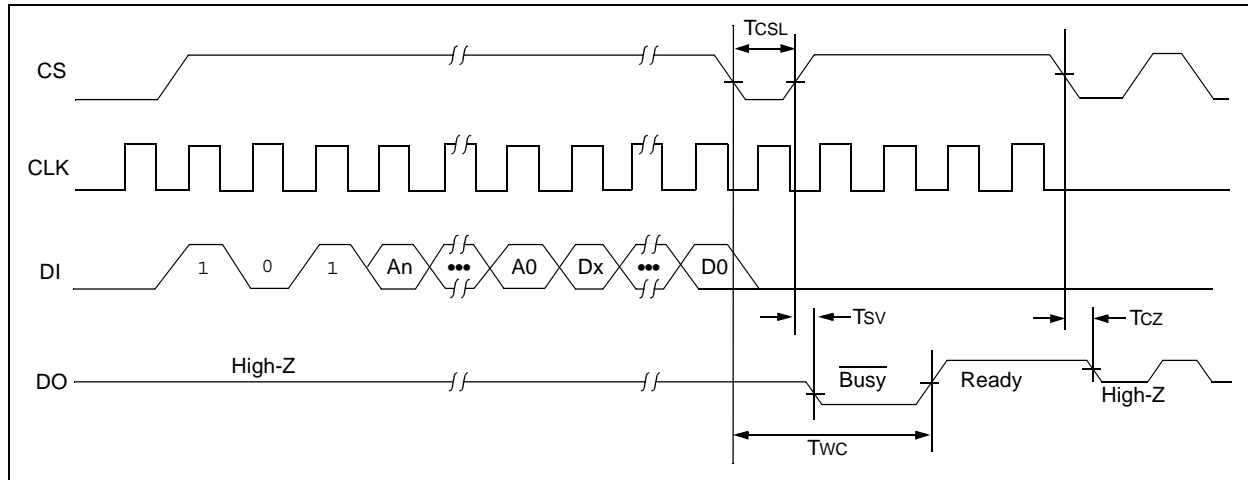 TCSL
CS
CLK
DI
1
0
1
An
•••
A0
Dx
•••
D0
TSV
TCZ
DO
High-Z
Busy
Ready
High-Z
TWC